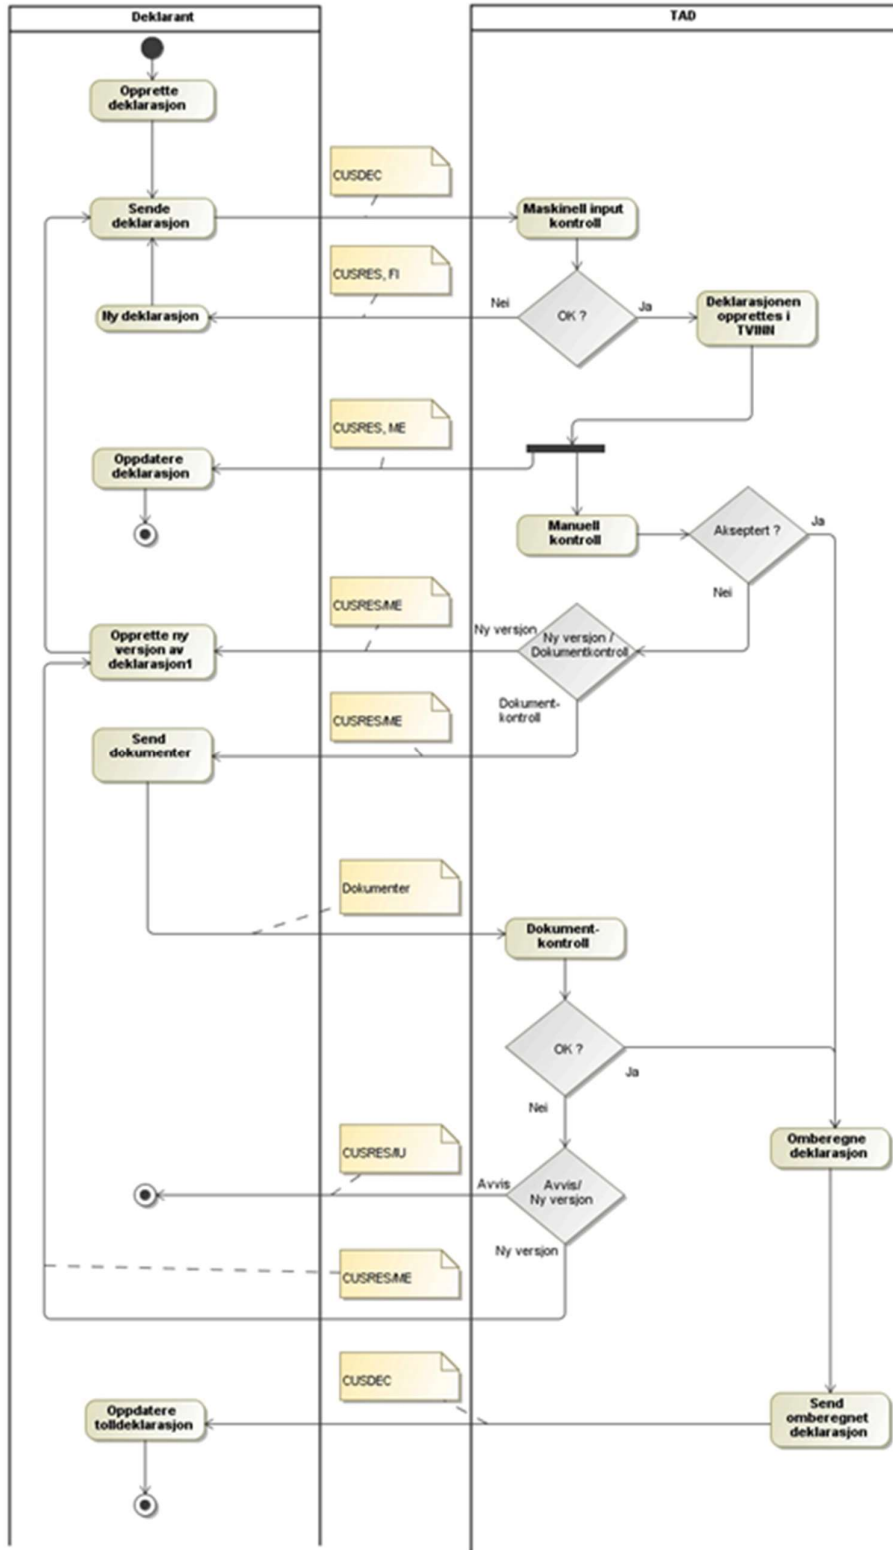 Deklarant
TAD
Opprette
deklarasjon
CUSDEC
Sende
deklarasjon
Maskinell input
kontroll
CUSRES, FI
Nei
Ny deklarasjon
OK ?
Ja
Deklarasjonen
opprettes i
TVINN
CUSRES, ME
Oppdatere
deklarasjon
Manuell
kontroll
Akseptert ?
Ja
Nei
CUSRES/ME
Ny versjon
Opprette ny
versjon av
deklarasjon1
Ny versjon /
Dokumentkontroll
CUSRES/ME
Dokument-
kontroll
Send
dokumenter
Dokumenter
Dokument-
kontroll
OK ?
Ja
Nei
CUSRES/IU
Omberegne
deklarasjon
Avvis
Avvis/
Ny versjon
Ny versjon
CUSRES/ME
CUSDEC
Oppdatere
tolldeklarasjon
Send
omberegnet
deklarasjon